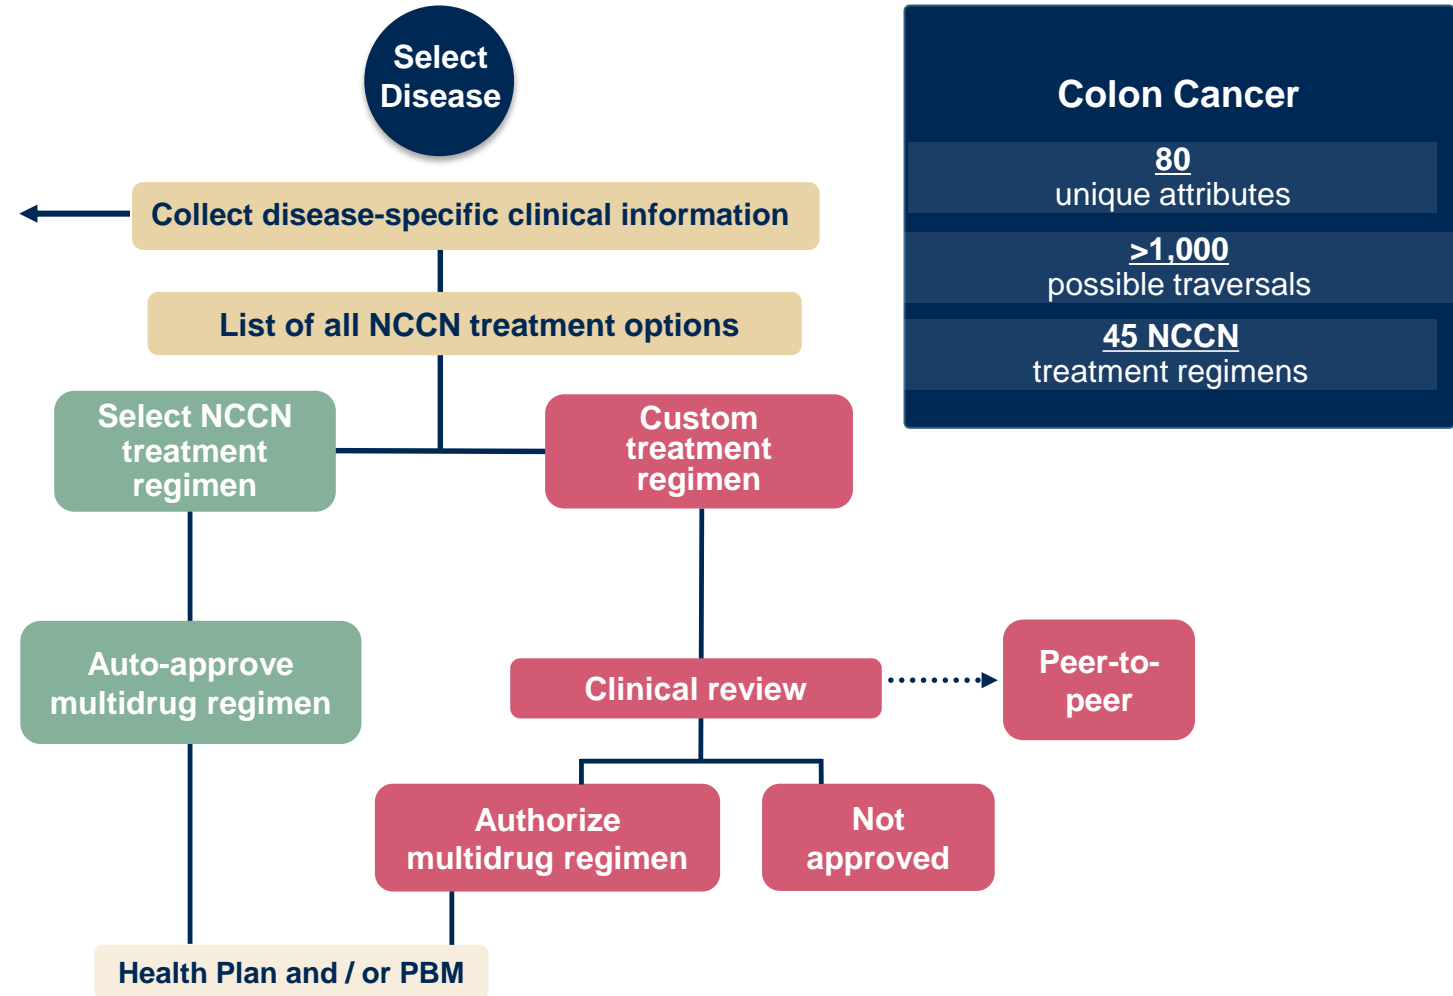 Select
Disease
Colon Cancer
80
unique attributes
>1,000
possible traversals
45 NCCN
treatment regimens
Collect disease-specific clinical information
List of all NCCN treatment options
Select NCCN
treatment
regimen
Custom
treatment
regimen
Auto-approve
multidrug regimen
Clinical review
Peer-to-
peer
Authorize
multidrug regimen
Not
approved
Health Plan and / or PBM